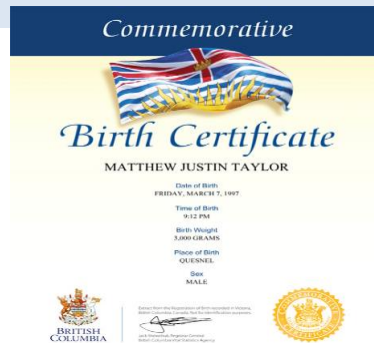 Commemorative
Birth Certificate
MATTHEW JUSTIN TAYLOR
Date of Birth
FRIDAY, MARCH 7, 1997
Time of Birth
9:12 PM
Birth Weight
3,000 GRAMS
Place of Birth
QUESNEL
Sex
MALE
BRITISH
COLUMBIA